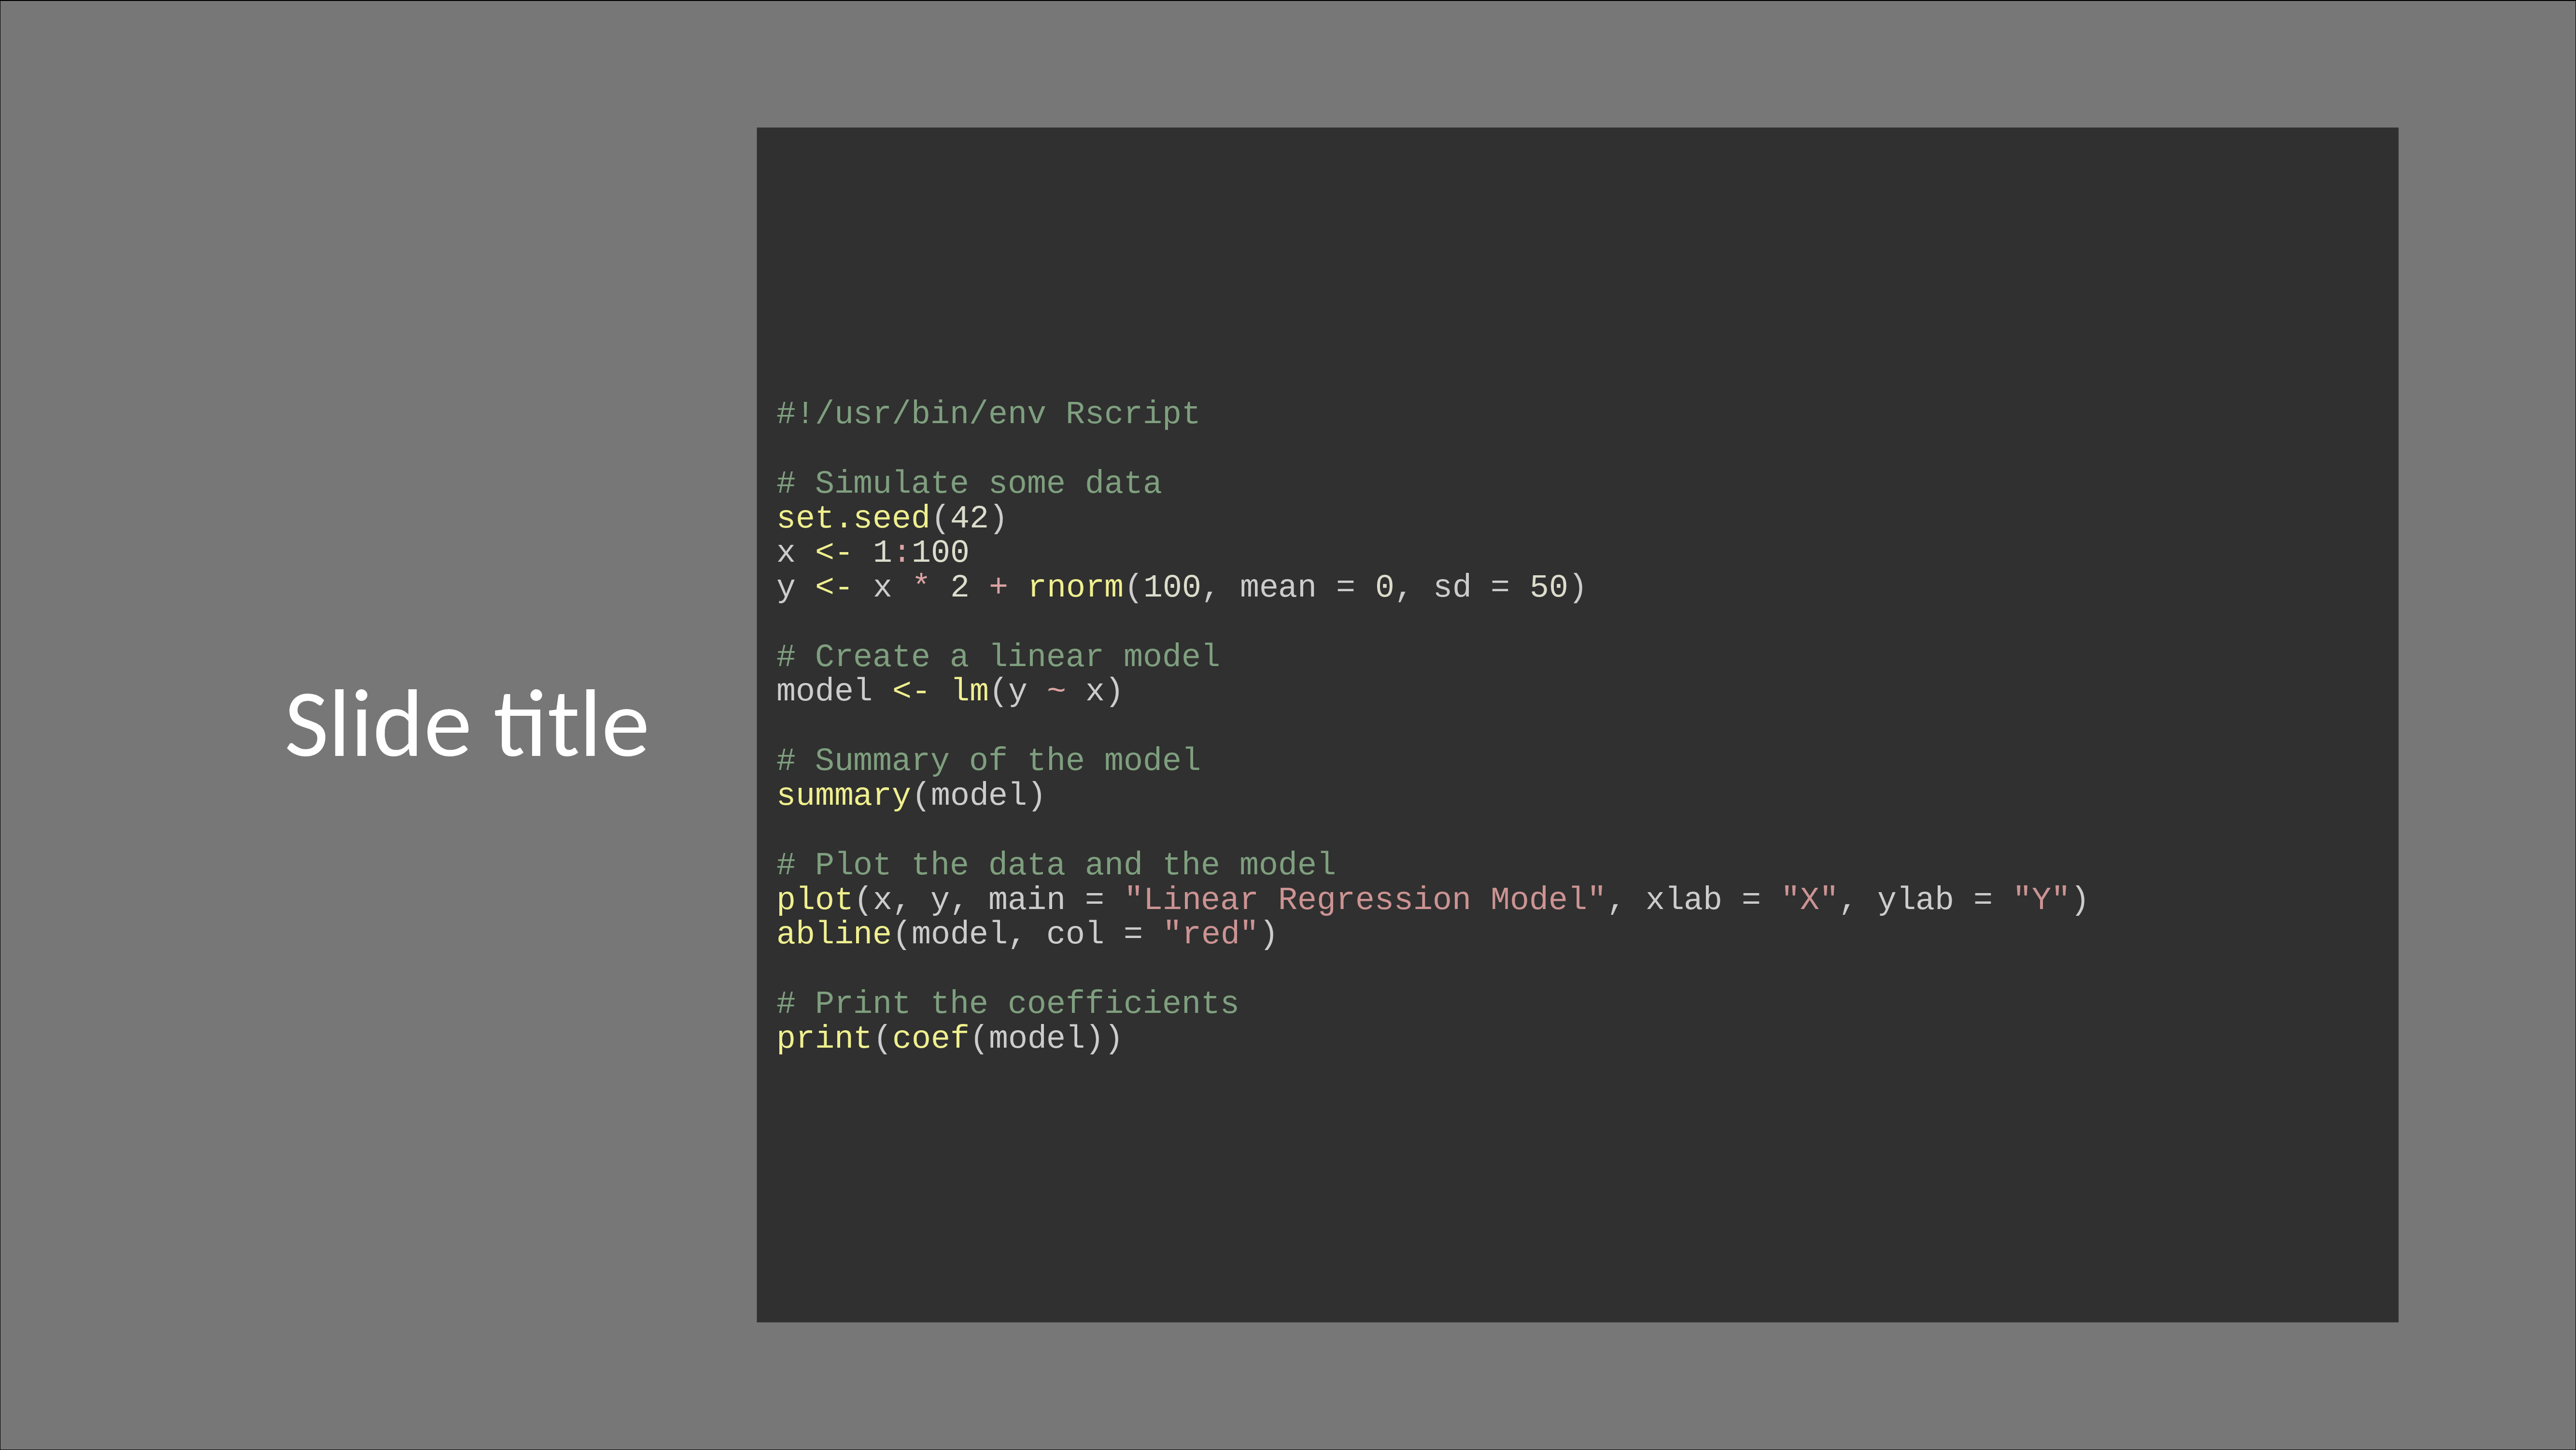 Slide title
#!/usr/bin/env Rscript
# Simulate some data
set.seed(42)
x <- 1:100
y <- x * 2 + rnorm(100, mean = 0, sd = 50)
# Create a linear model
model <- lm(y ~ x)
# Summary of the model
summary(model)
# Plot the data and the model
plot(x, y, main = "Linear Regression Model", xlab = "X", ylab = "Y")
abline(model, col = "red")
# Print the coefficients
print(coef(model))